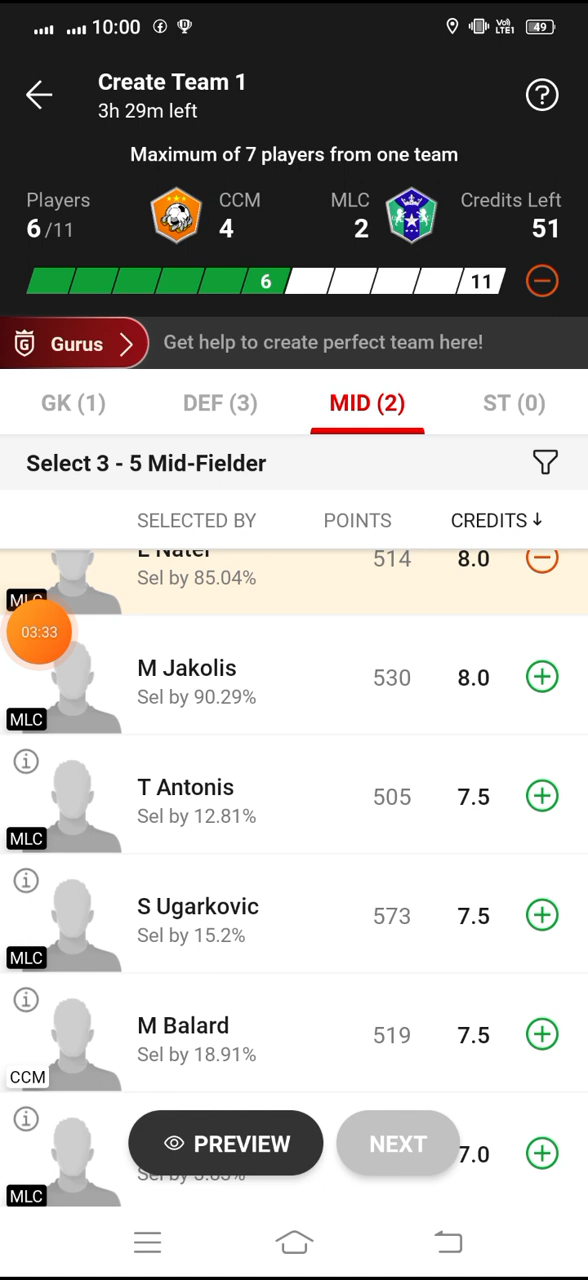 10:00 Vo) LTE1 49
Create Team 1
3h 29m left
Maximum of 7 players from one team
Players CCM MLC Credits Left
6/11 4 2 51
6 11
Gurus Get help to create perfect team here!
GK (1) DEF (3) MID (2) ST (0)
Select 3 - 5 Mid-Fielder
SELECTED BY POINTS CREDITS↓
L Nater 514 8.0
Sel by 85.04%
MLC
03:33
M Jakolis 530 8.0
Sel by 90.29%
MLC
T Antonis 505 7.5
Sel by 12.81%
MLC
S Ugarkovic 573 7.5
Sel by 15.2%
MLC
M Balard 519 7.5
Sel by 18.91%
CCM
PREVIEW NEXT 7.0
Sel by
MLC